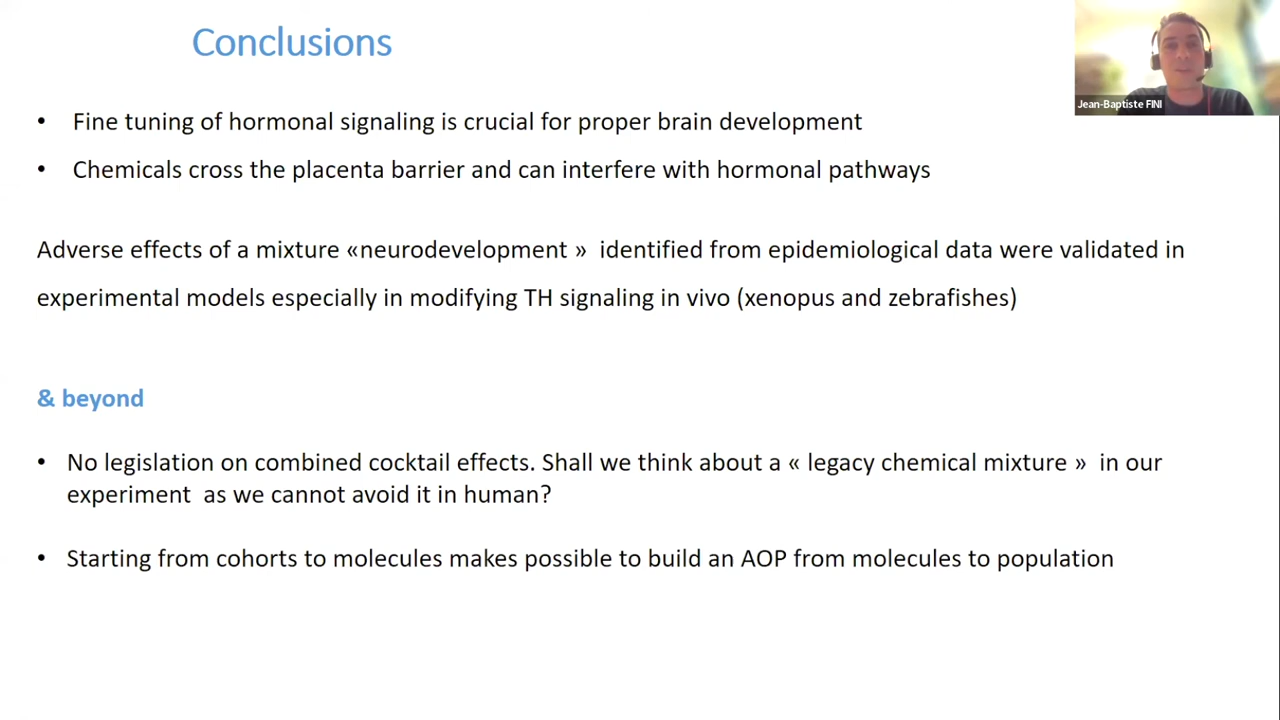 Conclusions
Jean-Baptiste FINI
• Fine tuning of hormonal signaling is crucial for proper brain development
• Chemicals cross the placenta barrier and can interfere with hormonal pathways
Adverse effects of a mixture «neurodevelopment » identified from epidemiological data were validated in
experimental models especially in modifying TH signaling in vivo (xenopus and zebrafishes)
& beyond
• No legislation on combined cocktail effects. Shall we think about a « legacy chemical mixture » in our
experiment as we cannot avoid it in human?
• Starting from cohorts to molecules makes possible to build an AOP from molecules to population